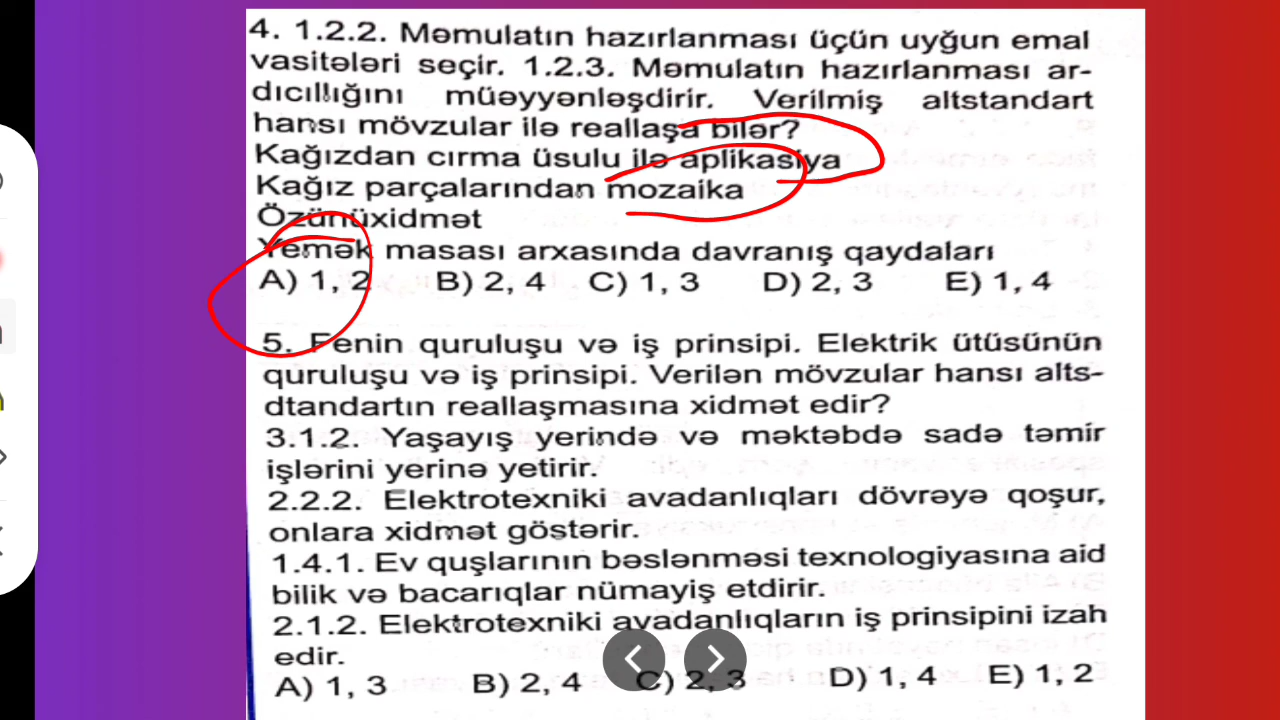 4. 1.2.2. Məmulatın hazırlanması üçün uyğun emal
vasitələri seçir. 1.2.3. Məmulatın hazırlanması ar-
dıcıllığını müəyyənləşdirir. Verilmiş altstandart
hansı mövzular ilə reallaşa bilər?
Kağızdan cırma üsulu ilə aplikasiya
Kağız parçalarından mozaika
Özünüxidmət
Yemək masası arxasında davranış qaydaları
A) 1, 2 B) 2, 4 C) 1, 3 D) 2, 3 E) 1, 4
5. Fenin quruluşu və iş prinsipi. Elektrik ütüsünün
quruluşu və iş prinsipi. Verilən mövzular hansı alts-
dtandartın reallaşmasına xidmət edir?
3.1.2. Yaşayış yerində və məktəbdə sadə təmir
işlərini yerinə yetirir.
2.2.2. Elektrotexniki avadanlıqları dövrəyə qoşur,
onlara xidmət göstərir.
1.4.1. Ev quşlarının bəslənməsi texnologiyasına aid
bilik və bacarıqlar nümayiş etdirir.
2.1.2. Elektrotexniki avadanlıqların iş prinsipini izah
edir.
A) 1, 3 B) 2, 4 C) 2, 3 D) 1, 4 E) 1, 2